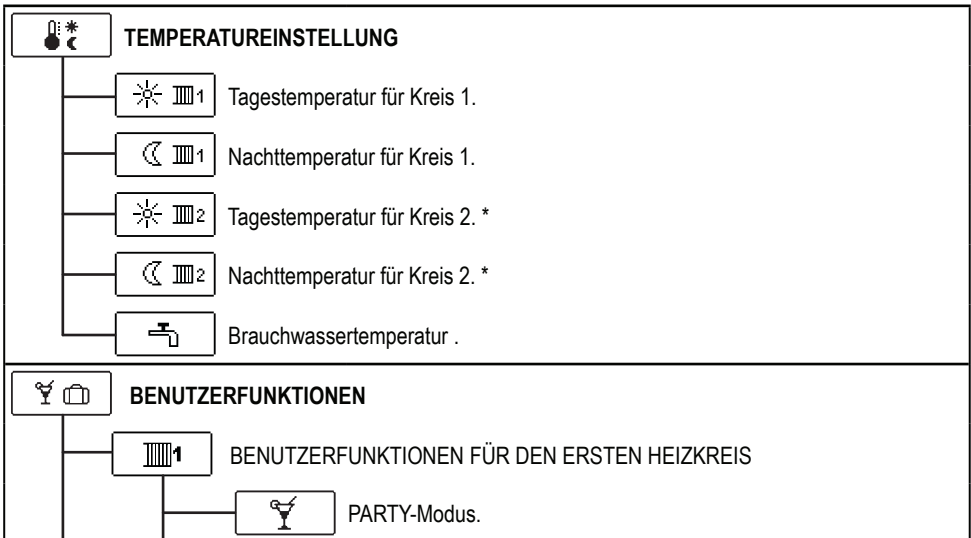 TEMPERATUREINSTELLUNG
1 Tagestemperatur für Kreis 1.
1 Nachttemperatur für Kreis 1.
2 Tagestemperatur für Kreis 2. *
2 Nachttemperatur für Kreis 2. *
Brauchwassertemperatur .
BENUTZERFUNKTIONEN
1 BENUTZERFUNKTIONEN FÜR DEN ERSTEN HEIZKREIS
PARTY-Modus.